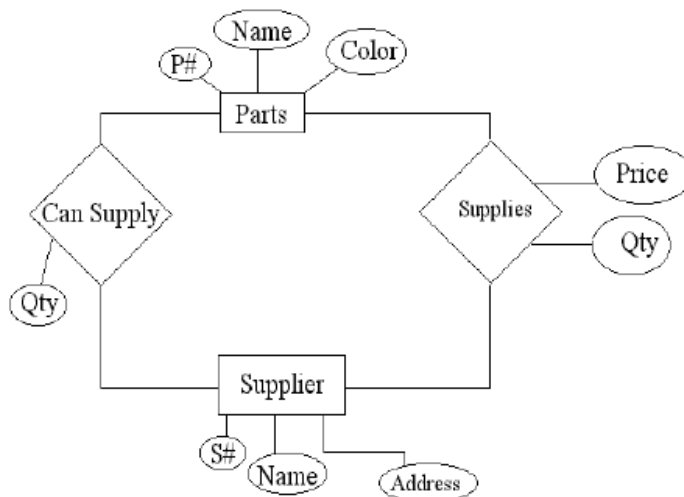 Name
Color
P#
Parts
Can Supply
Supplies
Price
Qty
Qty
Supplier
S#
Name
Address